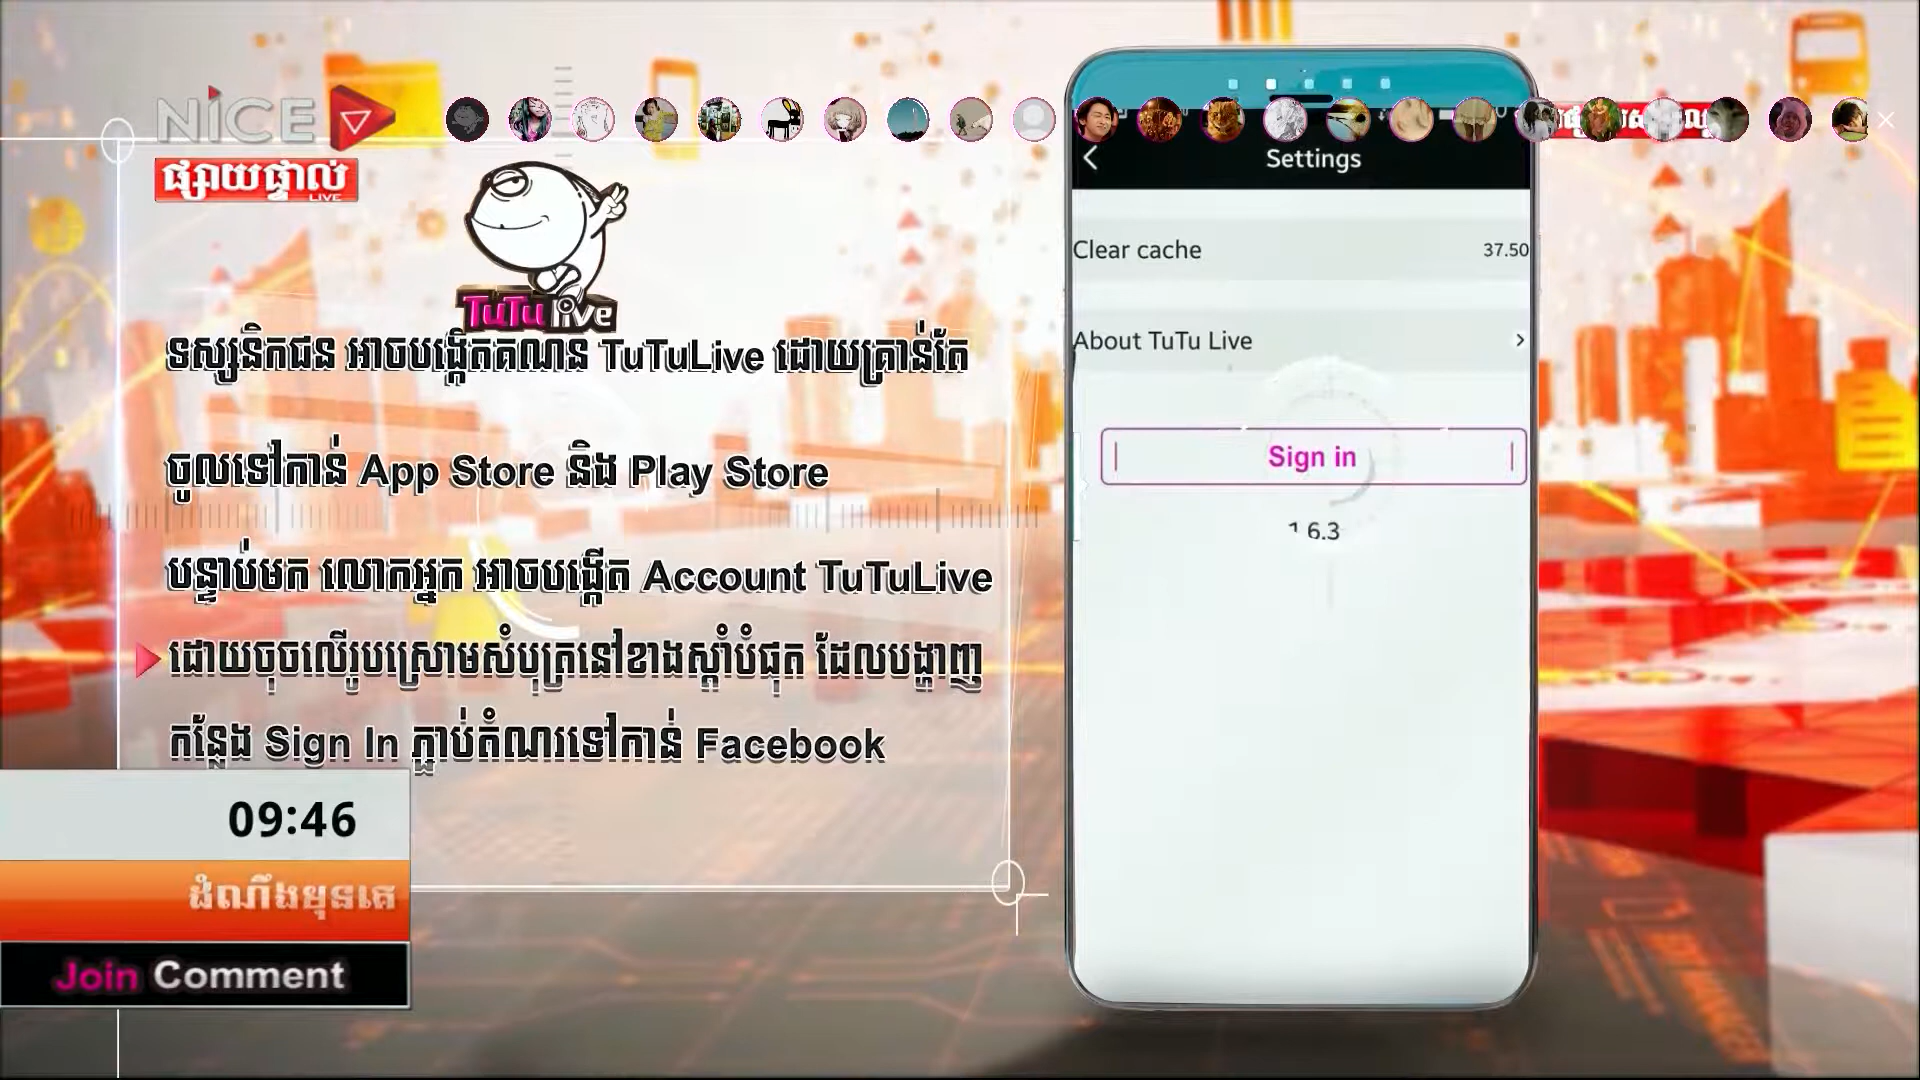 NiCE
ផ្សាយផ្ទាល់
LIVE
TuTu live
ទស្សនិកជន អាចបង្កើតគណន TuTuLive ដោយគ្រាន់តែ
ចូលទៅកាន់ App Store និង Play Store
បន្ទាប់មក លោកអ្នក អាចបង្កើត Account TuTuLive
ដោយចុចលើរូបស្រោមសំបុត្រនៅខាងស្ដាំបំផុត ដែលបង្ហាញ
កន្លែង Sign In ភ្ជាប់តំណរទៅកាន់ Facebook
09:46
ដំណឹងមុនគេ
Join Comment
Settings
Clear cache 37.50
About TuTu Live
Sign in
6.3